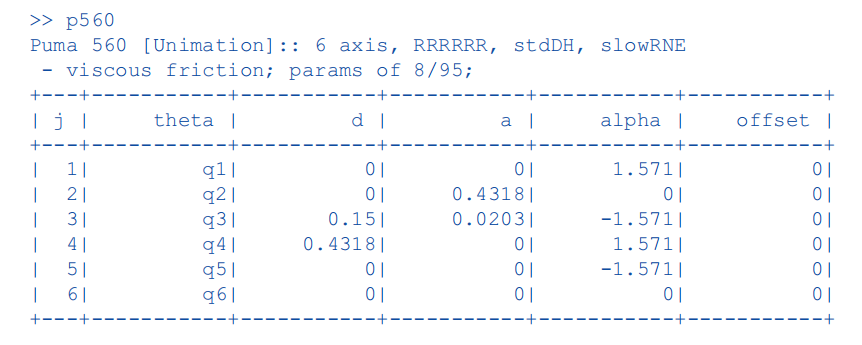 >> p560
Puma 560 [Unimation]:: 6 axis, RRRRRR, stdDH, slowRNE
 - viscous friction; params of 8/95;
+---+-----------+-----------+-----------+-----------+-----------+
| j |     theta |         d |         a |     alpha |    offset |
+---+-----------+-----------+-----------+-----------+-----------+
|  1|         q1|          0|          0|      1.571|          0|
|  2|         q2|          0|     0.4318|          0|          0|
|  3|         q3|       0.15|     0.0203|     -1.571|          0|
|  4|         q4|     0.4318|          0|      1.571|          0|
|  5|         q5|          0|          0|     -1.571|          0|
|  6|         q6|          0|          0|          0|          0|
+---+-----------+-----------+-----------+-----------+-----------+